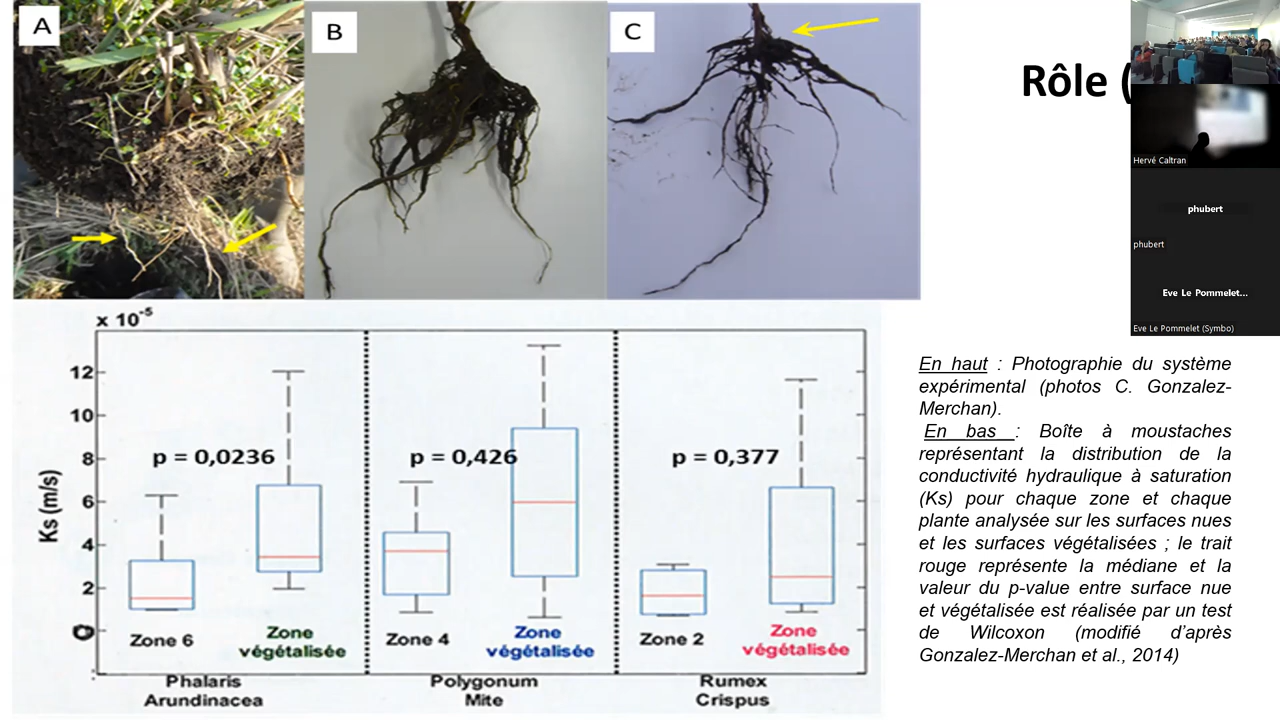 A
B
C
Rôle (
Hervé Caltran
phubert
phubert
Eve Le Pommelet...
Eve Le Pommelet (Symbo)
x 10-5
12
10
8
6
4
2
0
Ks (m/s)
p = 0,0236
p = 0,426
p = 0,377
Zone 6
Zone
végétalisée
Zone 4
Zone
végétalisée
Zone 2
Zone
végétalisée
Phalaris
Arundinacea
Polygonum
Mite
Rumex
Crispus
En haut : Photographie du système
expérimental (photos C. Gonzalez-
Merchan).
En bas : Boîte à moustaches
représentant la distribution de la
conductivité hydraulique à saturation
(Ks) pour chaque zone et chaque
plante analysée sur les surfaces nues
et les surfaces végétalisées ; le trait
rouge représente la médiane et la
valeur du p-value entre surface nue
et végétalisée est réalisée par un test
de Wilcoxon (modifié d'après
Gonzalez-Merchan et al., 2014)